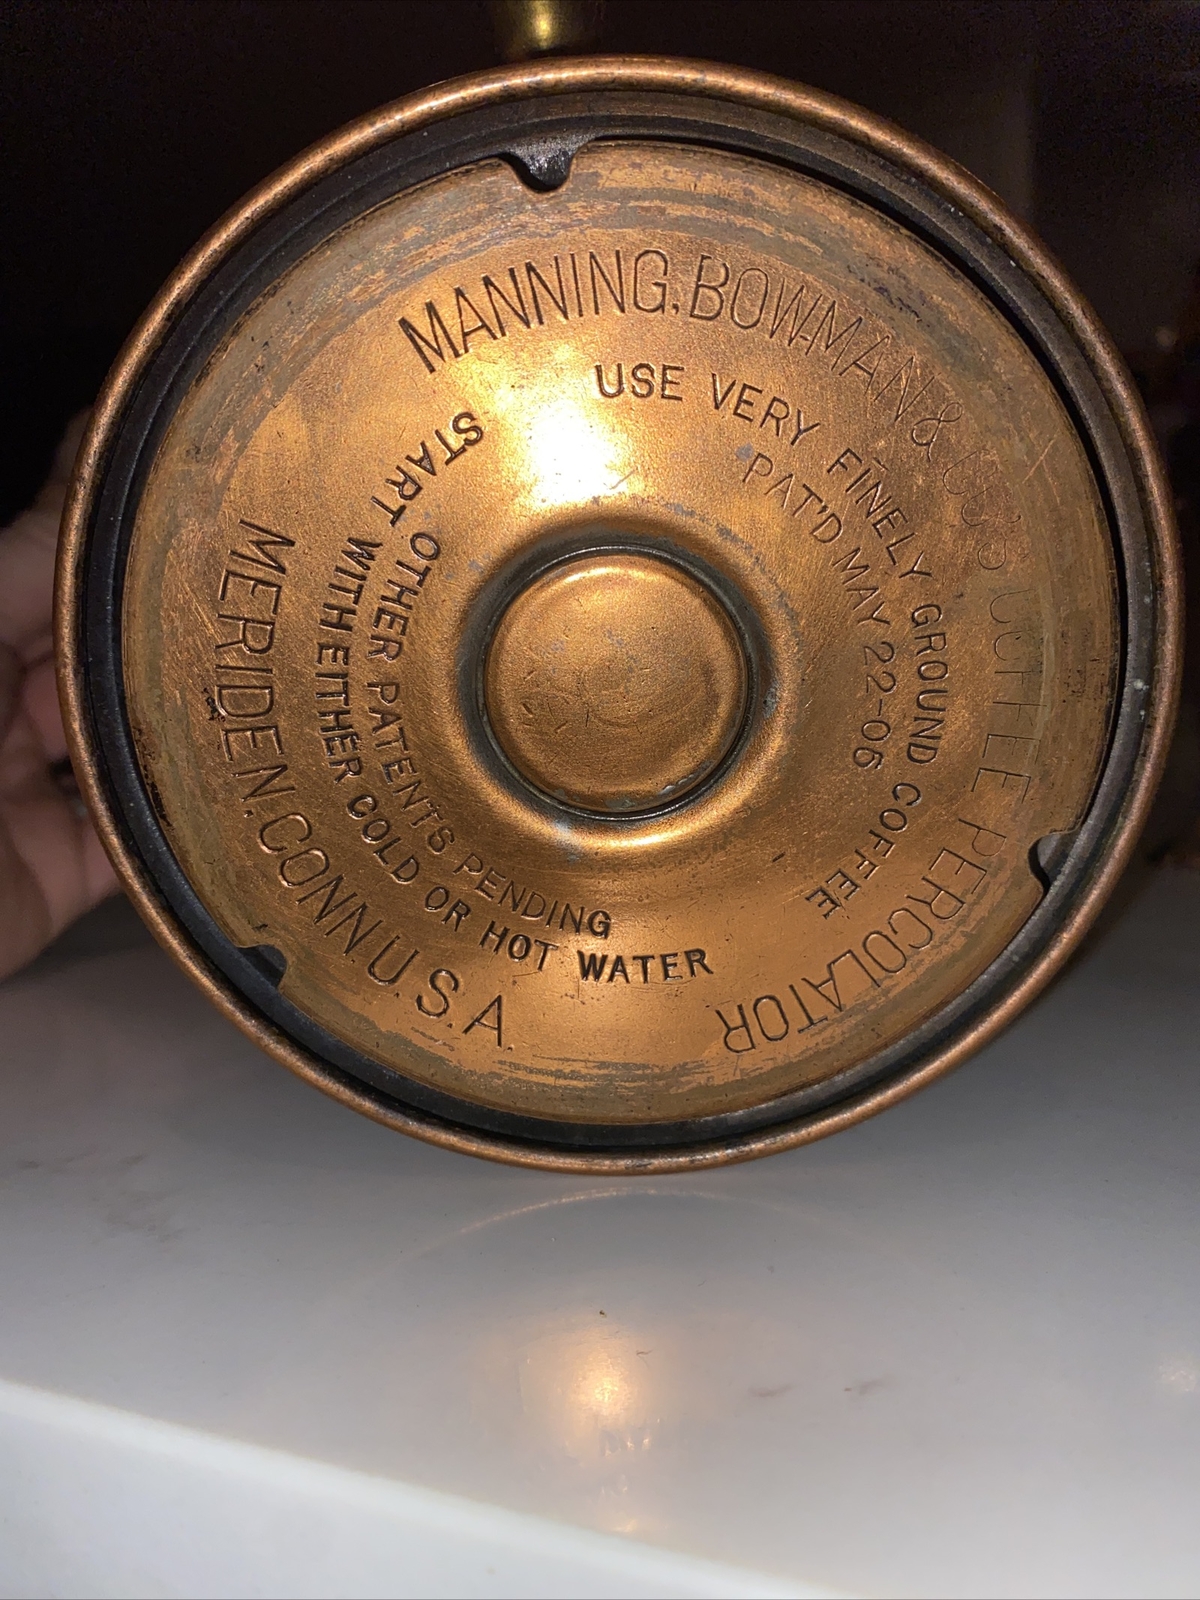 MANNING, BOWMAN & CO'S COFFEE PERCOLATOR
MERIDEN. CONN. U.S.A.
USE VERY FINELY GROUND COFFEE
START WITH EITHER COLD OR HOT WATER
PAT'D MAY 22-06
OTHER PATENTS PENDING